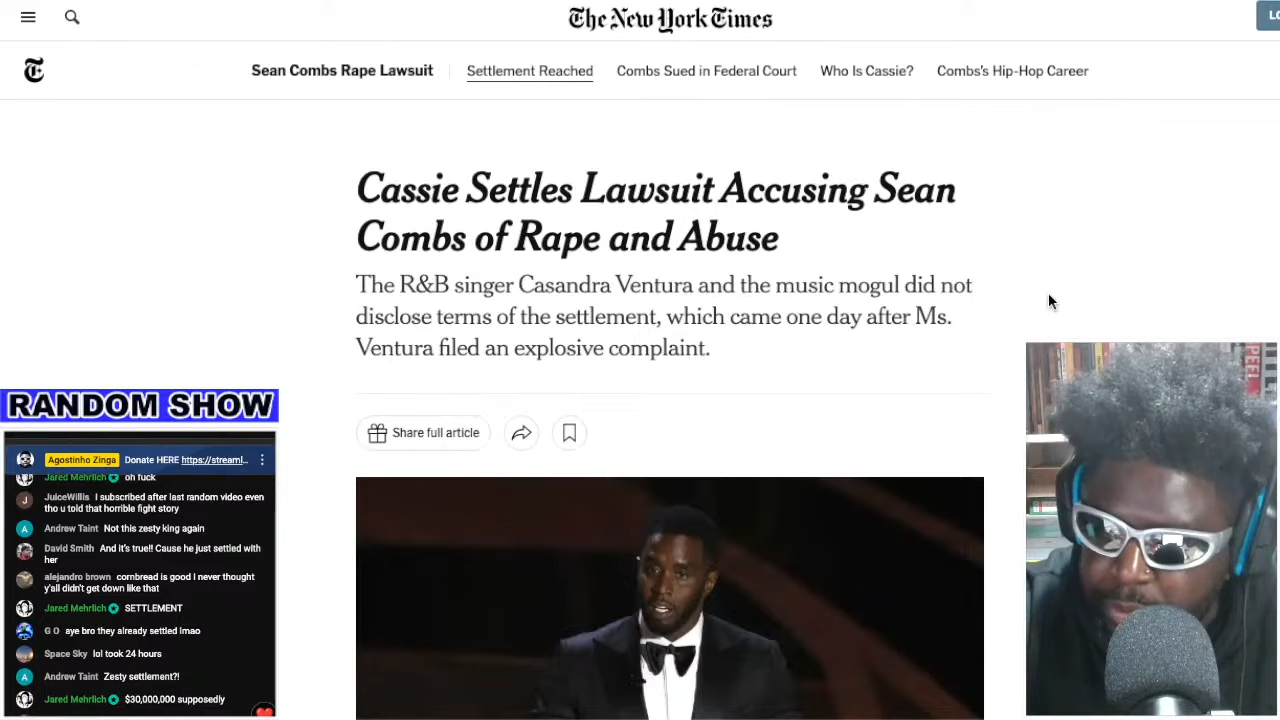 The New York Times
LO
Sean Combs Rape Lawsuit
Settlement Reached
Combs Sued in Federal Court
Who Is Cassie?
Combs's Hip-Hop Career
Cassie Settles Lawsuit Accusing Sean
Combs of Rape and Abuse
The R&B singer Casandra Ventura and the music mogul did not
disclose terms of the settlement, which came one day after Ms.
Ventura filed an explosive complaint.
Share full article
RANDOM SHOW
Agostinho Zinga Donate HERE https://streaml...
Jared Mehrlich oh fuck
JuiceWillis I subscribed after last random video even
tho u told that horrible fight story
Andrew Taint Not this zesty king again
David Smith And it's true!! Cause he just settled with
her
alejandro brown cornbread is good I never thought
y'all didn't get down like that
Jared Mehrlich SETTLEMENT
G O aye bro they already settled lmao
Space Sky lol took 24 hours
Andrew Taint Zesty settlement?!
Jared Mehrlich $30,000,000 supposedly
PEEL